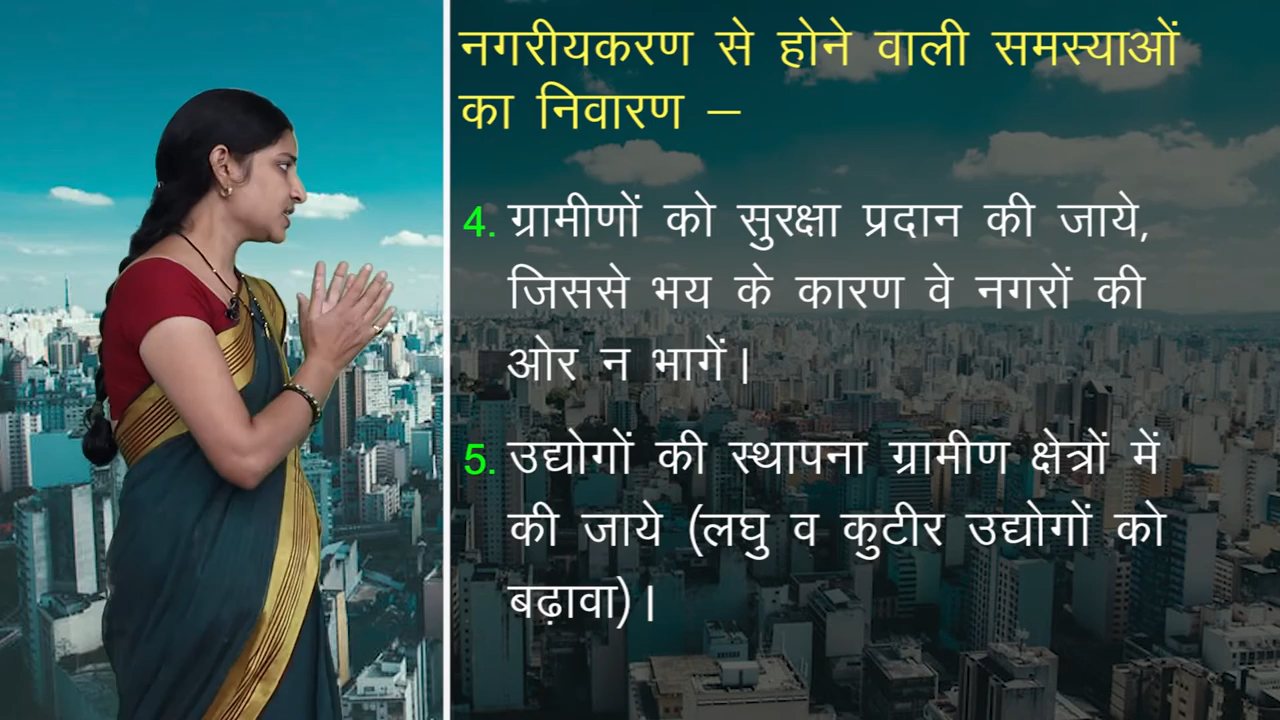 नगरीयकरण से होने वाली समस्याओं
का निवारण –
4. ग्रामीणों को सुरक्षा प्रदान की जाये,
जिससे भय के कारण वे नगरों की
ओर न भागें।
5. उद्योगों की स्थापना ग्रामीण क्षेत्रों में
की जाये (लघु व कुटीर उद्योगों को
बढ़ावा)।